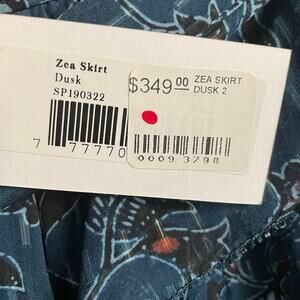 Zea Skirt
Dusk
SP190322
$349.00 ZEA SKIRT
DUSK 2
7 77770
0009 3798